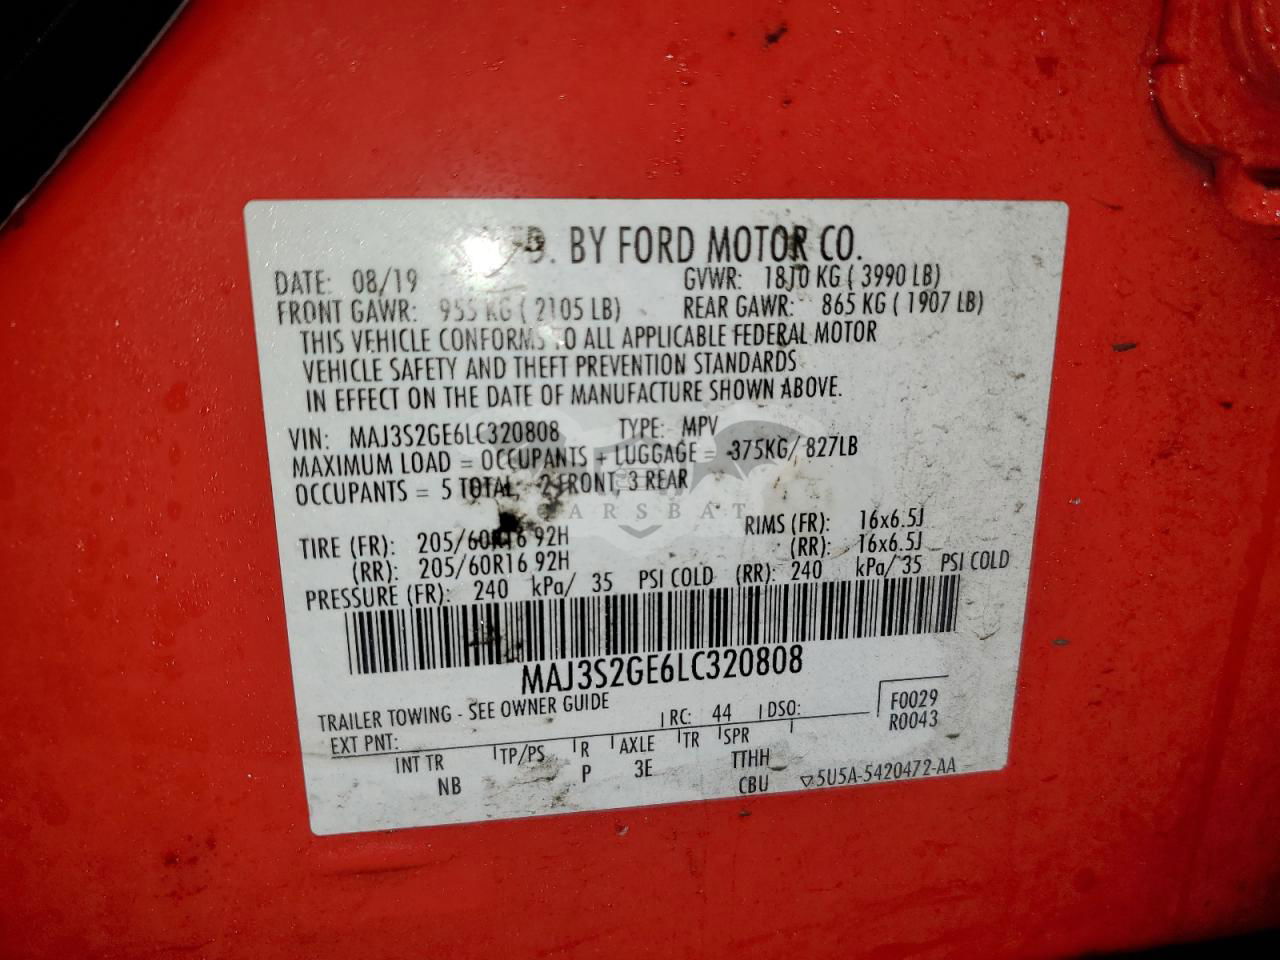 MFD. BY FORD MOTOR CO.
DATE: 08/19 GVWR: 1810 KG ( 3990 LB)
FRONT GAWR: 955 KG ( 2105 LB) REAR GAWR: 865 KG ( 1907 LB)
THIS VEHICLE CONFORMS TO ALL APPLICABLE FEDERAL MOTOR
VEHICLE SAFETY AND THEFT PREVENTION STANDARDS
IN EFFECT ON THE DATE OF MANUFACTURE SHOWN ABOVE.
VIN: MAJ3S2GE6LC320808 TYPE: MPV
MAXIMUM LOAD = OCCUPANTS + LUGGAGE = 375KG/ 827LB
OCCUPANTS = 5 TOTAL, 2 FRONT, 3 REAR
CARSBAT
TIRE (FR): 205/60R16 92H RIMS (FR): 16x6.5J
(RR): 205/60R16 92H (RR): 16x6.5J
PRESSURE (FR): 240 kPa/ 35 PSI COLD (RR): 240 kPa/ 35 PSI COLD
MAJ3S2GE6LC320808
TRAILER TOWING - SEE OWNER GUIDE
EXT PNT: RC: 44 DSO: F0029
R0043
INT TR TP/PS R AXLE TR SPR
NB P 3E TTHH
CBU 5U5A-5420472-AA